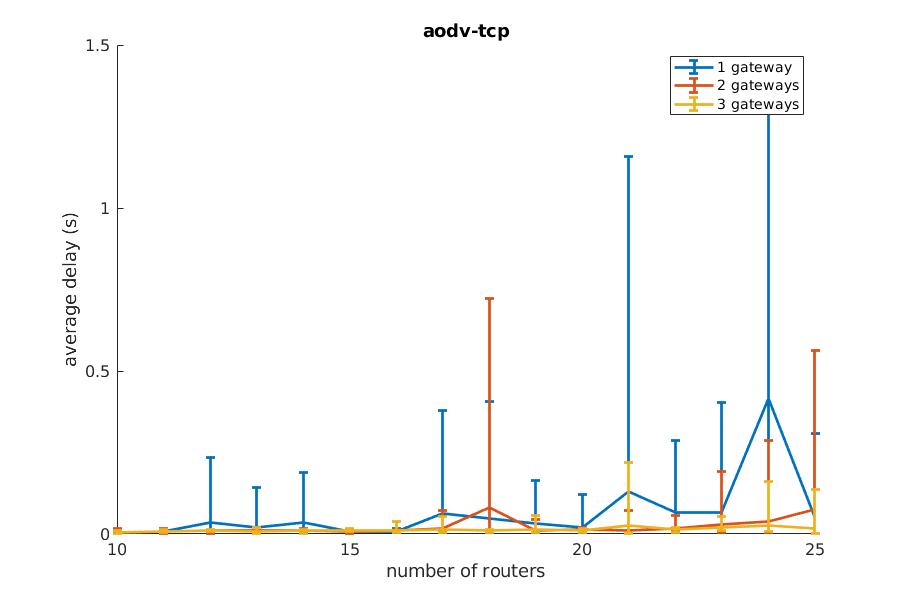 aodv-tcp
1.5
1 gateway
2 gateways
3 gateways
1
average delay (s)
0.5
0
10
15
20
25
number of routers